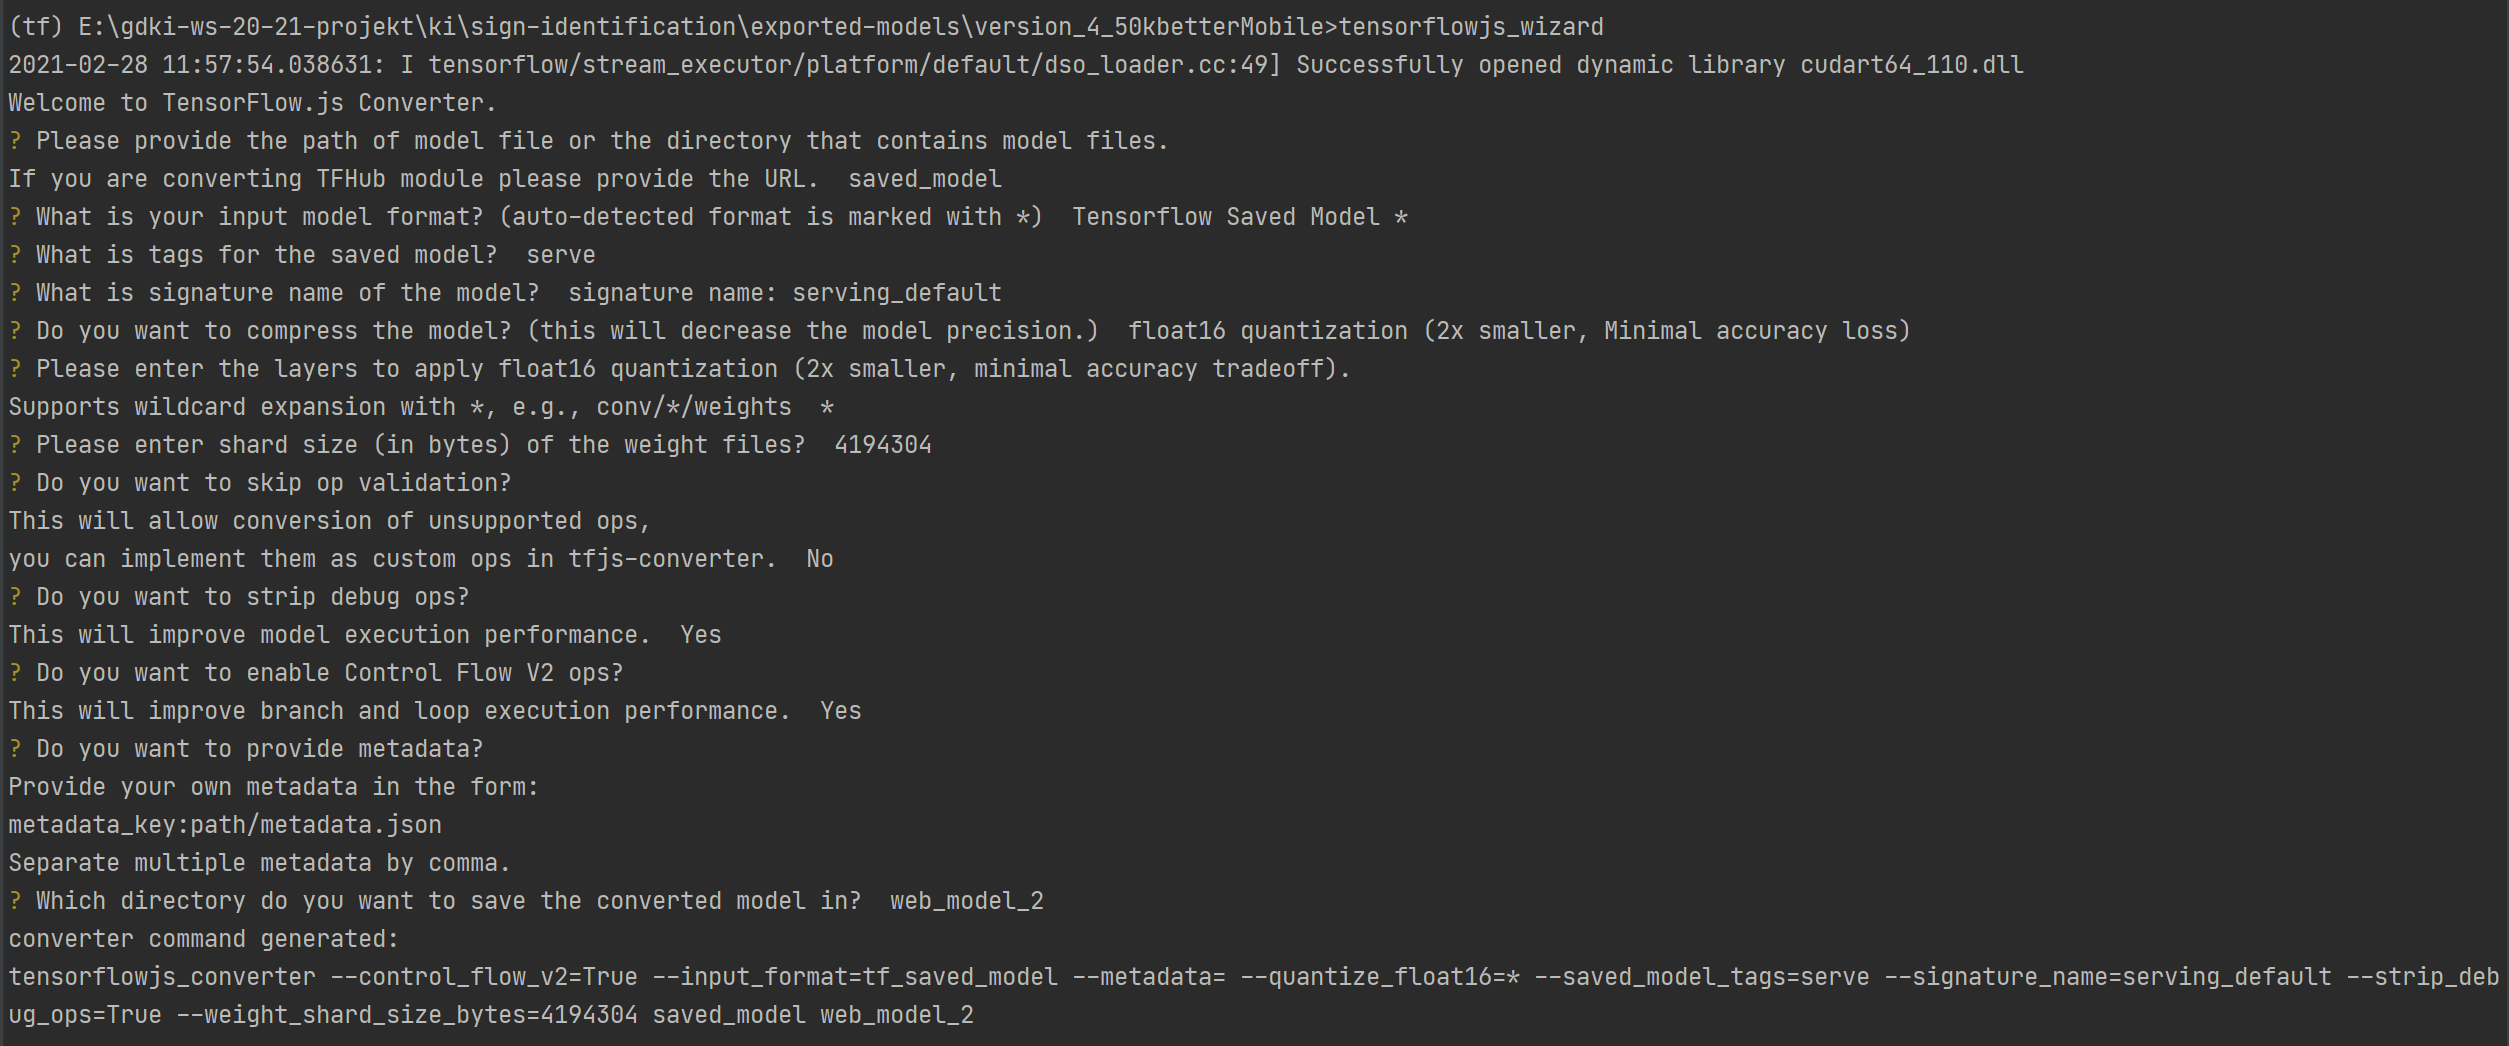 (tf) E:\gdki-ws-20-21-projekt\ki\sign-identification\exported-models\version_4_50kbetterMobile>tensorflowjs_wizard
2021-02-28 11:57:54.038631: I tensorflow/stream_executor/platform/default/dso_loader.cc:49] Successfully opened dynamic library cudart64_110.dll
Welcome to TensorFlow.js Converter.
? Please provide the path of model file or the directory that contains model files.
If you are converting TFHub module please provide the URL.  saved_model
? What is your input model format? (auto-detected format is marked with *)  Tensorflow Saved Model *
? What is tags for the saved model?  serve
? What is signature name of the model?  signature name: serving_default
? Do you want to compress the model? (this will decrease the model precision.)  float16 quantization (2x smaller, Minimal accuracy loss)
? Please enter the layers to apply float16 quantization (2x smaller, minimal accuracy tradeoff).
Supports wildcard expansion with *, e.g., conv/*/weights  *
? Please enter shard size (in bytes) of the weight files?  4194304
? Do you want to skip op validation?
This will allow conversion of unsupported ops,
you can implement them as custom ops in tfjs-converter.  No
? Do you want to strip debug ops?
This will improve model execution performance.  Yes
? Do you want to enable Control Flow V2 ops?
This will improve branch and loop execution performance.  Yes
? Do you want to provide metadata?
Provide your own metadata in the form:
metadata_key:path/metadata.json
Separate multiple metadata by comma.
? Which directory do you want to save the converted model in?  web_model_2
converter command generated:
tensorflowjs_converter --control_flow_v2=True --input_format=tf_saved_model --metadata= --quantize_float16=* --saved_model_tags=serve --signature_name=serving_default --strip_deb
ug_ops=True --weight_shard_size_bytes=4194304 saved_model web_model_2